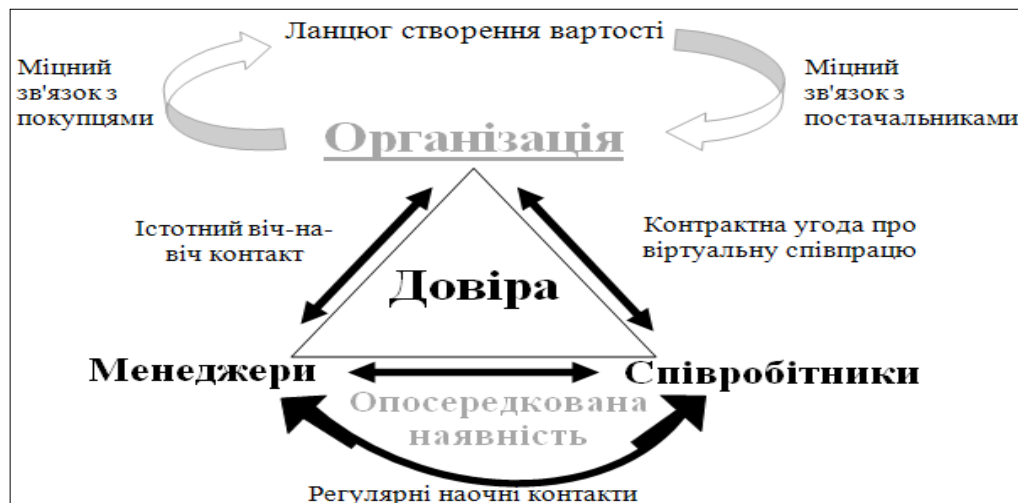 Ланцюг створення вартості
Міцний
зв'язок з
покупцями
Міцний
зв'язок з
постачальниками
Організація
Істотний віч-на-
віч контакт
Контрактна угода про
віртуальну співпрацю
Довіра
Менеджери
Співробітники
Опосередкована
наявність
Регулярні наочні контакти